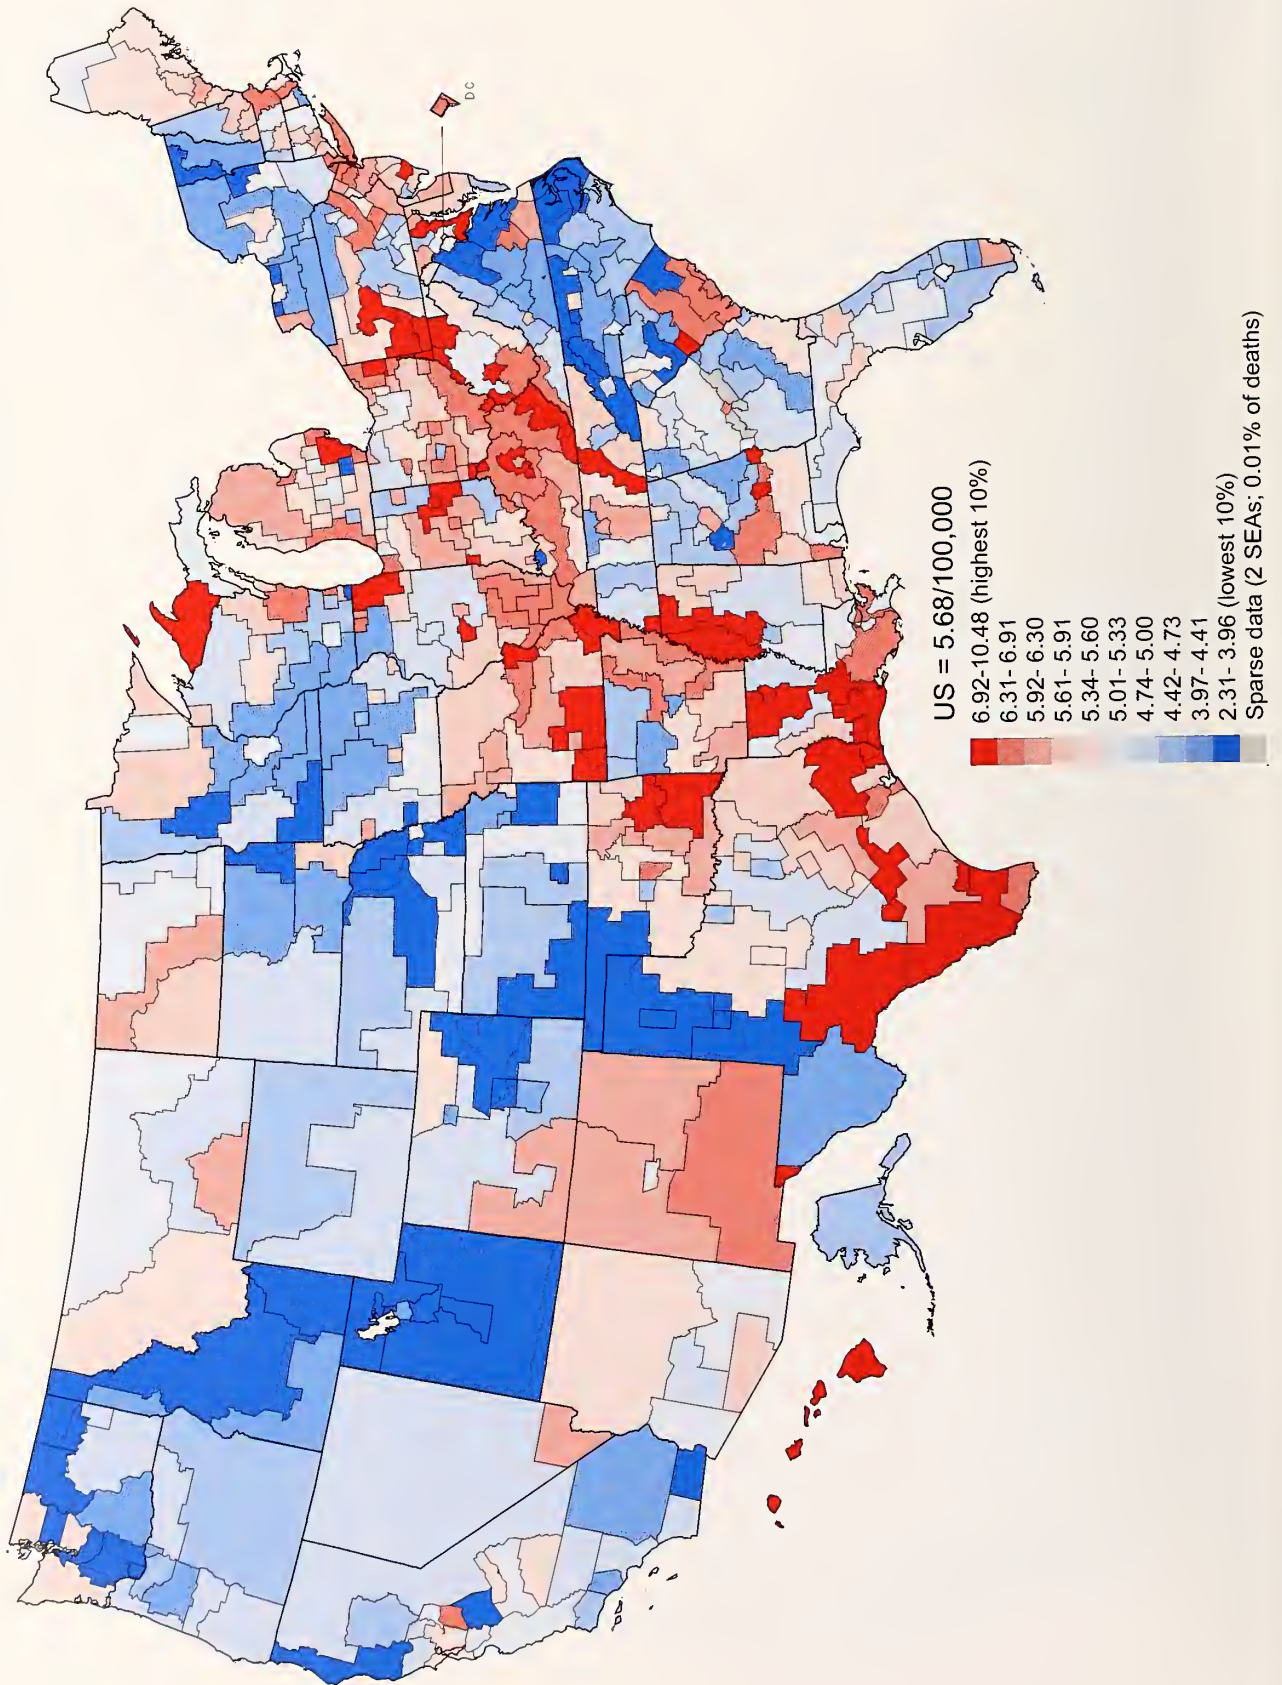 DC
US = 5.68/100,000
6.92-10.48 (highest 10%)
6.31- 6.91
5.92- 6.30
5.61- 5.91
5.34- 5.60
5.01- 5.33
4.74- 5.00
4.42- 4.73
3.97- 4.41
2.31- 3.96 (lowest 10%)
Sparse data (2 SEAs; 0.01% of deaths)